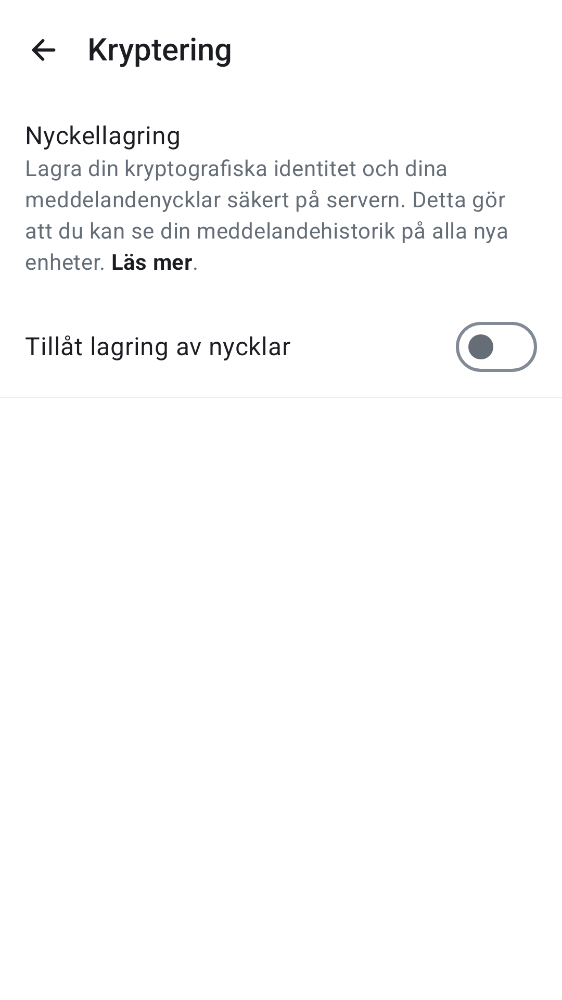 Kryptering
Nyckellagring
Lagra din kryptografiska identitet och dina
meddelandenycklar säkert på servern. Detta gör
att du kan se din meddelandehistorik på alla nya
enheter. Läs mer.
Tillåt lagring av nycklar